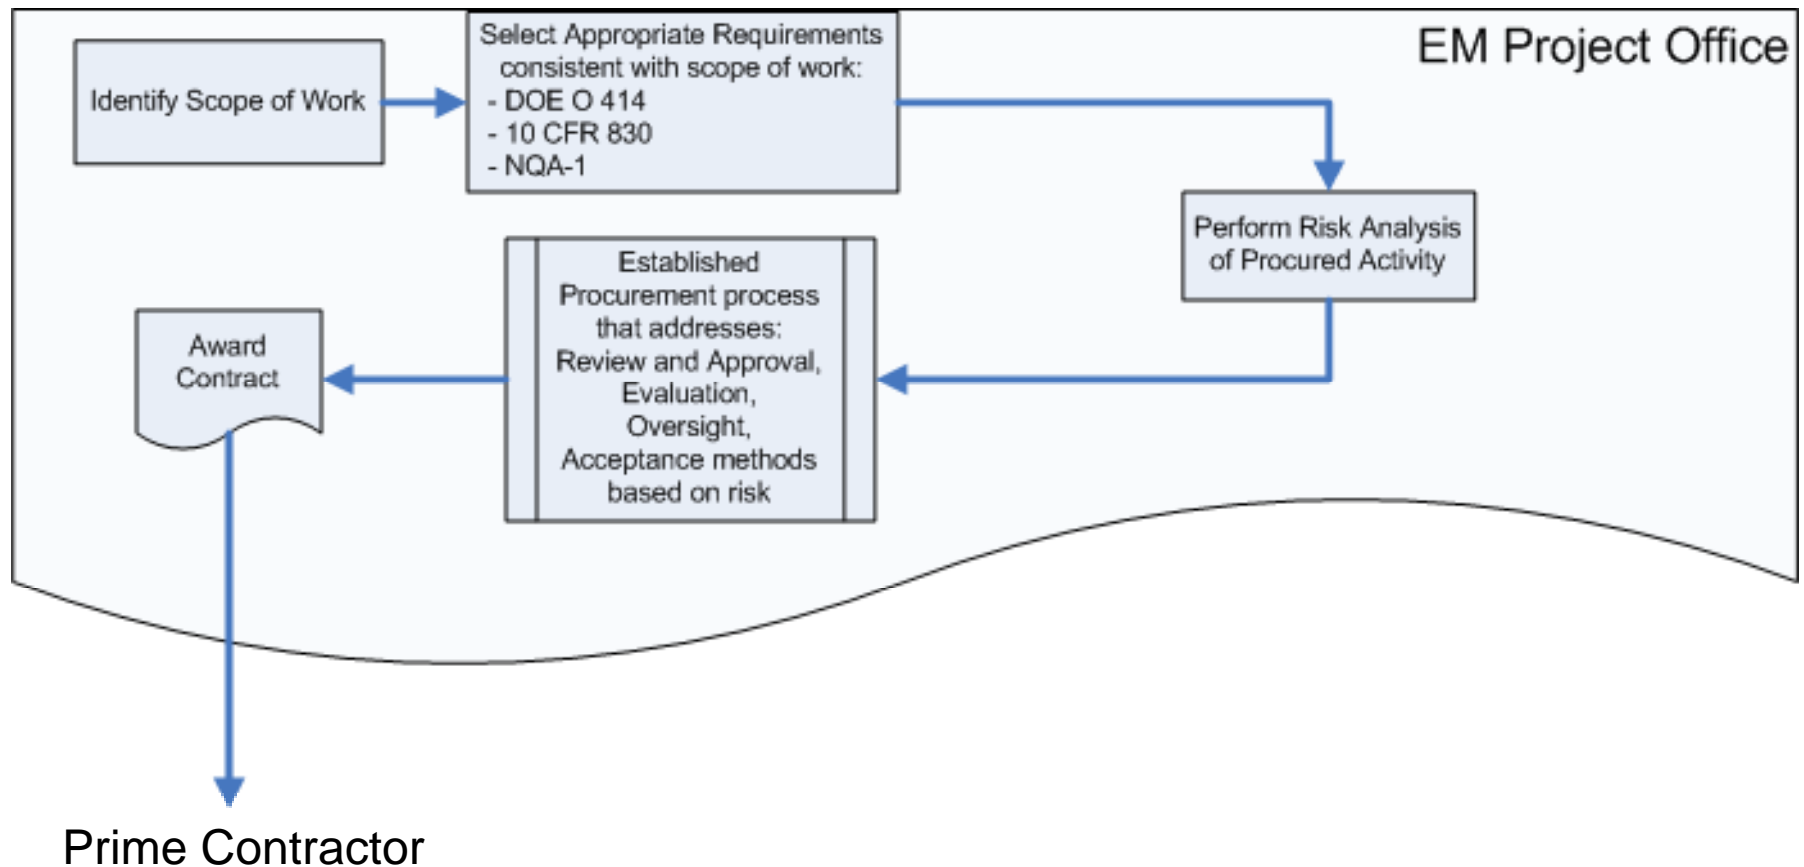 EM Project Office
Identify Scope of Work
Select Appropriate Requirements
consistent with scope of work:
- DOE O 414
- 10 CFR 830
- NQA-1
Perform Risk Analysis
of Procured Activity
Established
Procurement process
that addresses:
Review and Approval,
Evaluation,
Oversight,
Acceptance methods
based on risk
Award
Contract
Prime Contractor